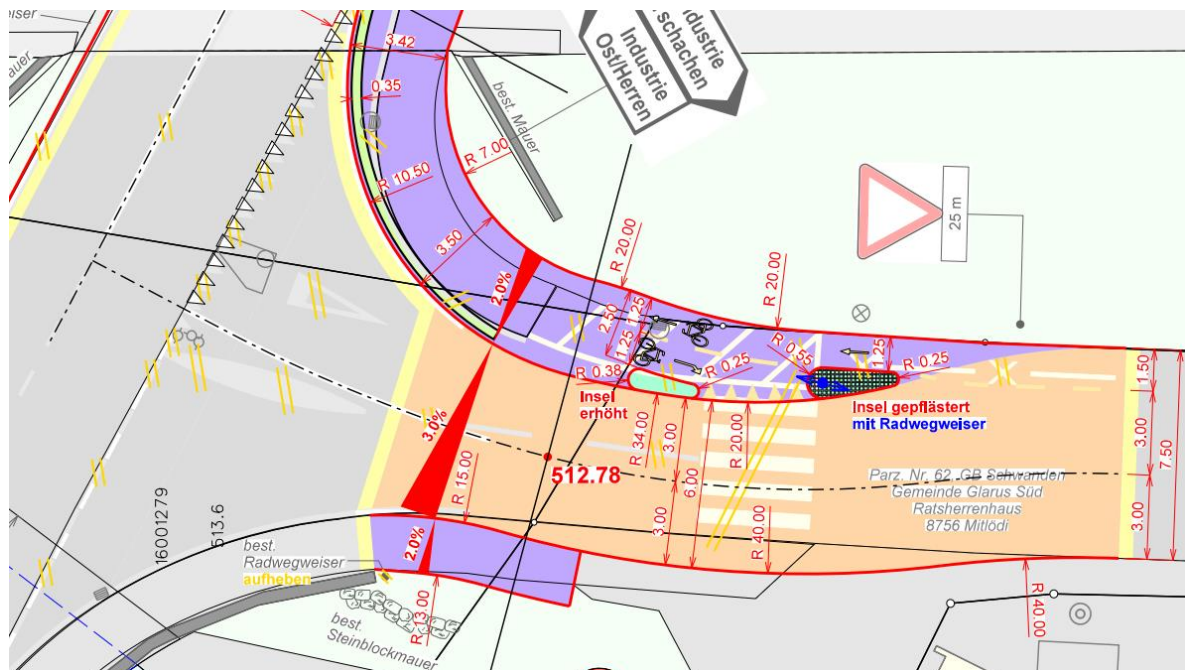 eiser
auer
3.42
0.35
best. Mauer
R 7.00
R 10.50
3.50
Industrie
Ost/Herren
ndustrie
schachen
25 m
R 20.00
R 20.00
2.0%
2.50
1.25
1.25
R 0.55
1.25
R 0.25
R 0.25
R 0.38
Insel
erhöht
Insel gepflästert
mit Radwegweiser
1.50
3.00
7.50
3.00
3.0%
R 34.00
3.00
R 20.00
6.00
3.00
R 15.00
512.78
R 40.00
Parz. Nr. 62, GB Schwanden
Gemeinde Glarus Süd
Ratsherrenhaus
8756 Mitlödi
16001279
513.6
2.0%
best.
Radwegweiser
aufheben
R 13.00
best.
Steinblockmauer
R 40.00